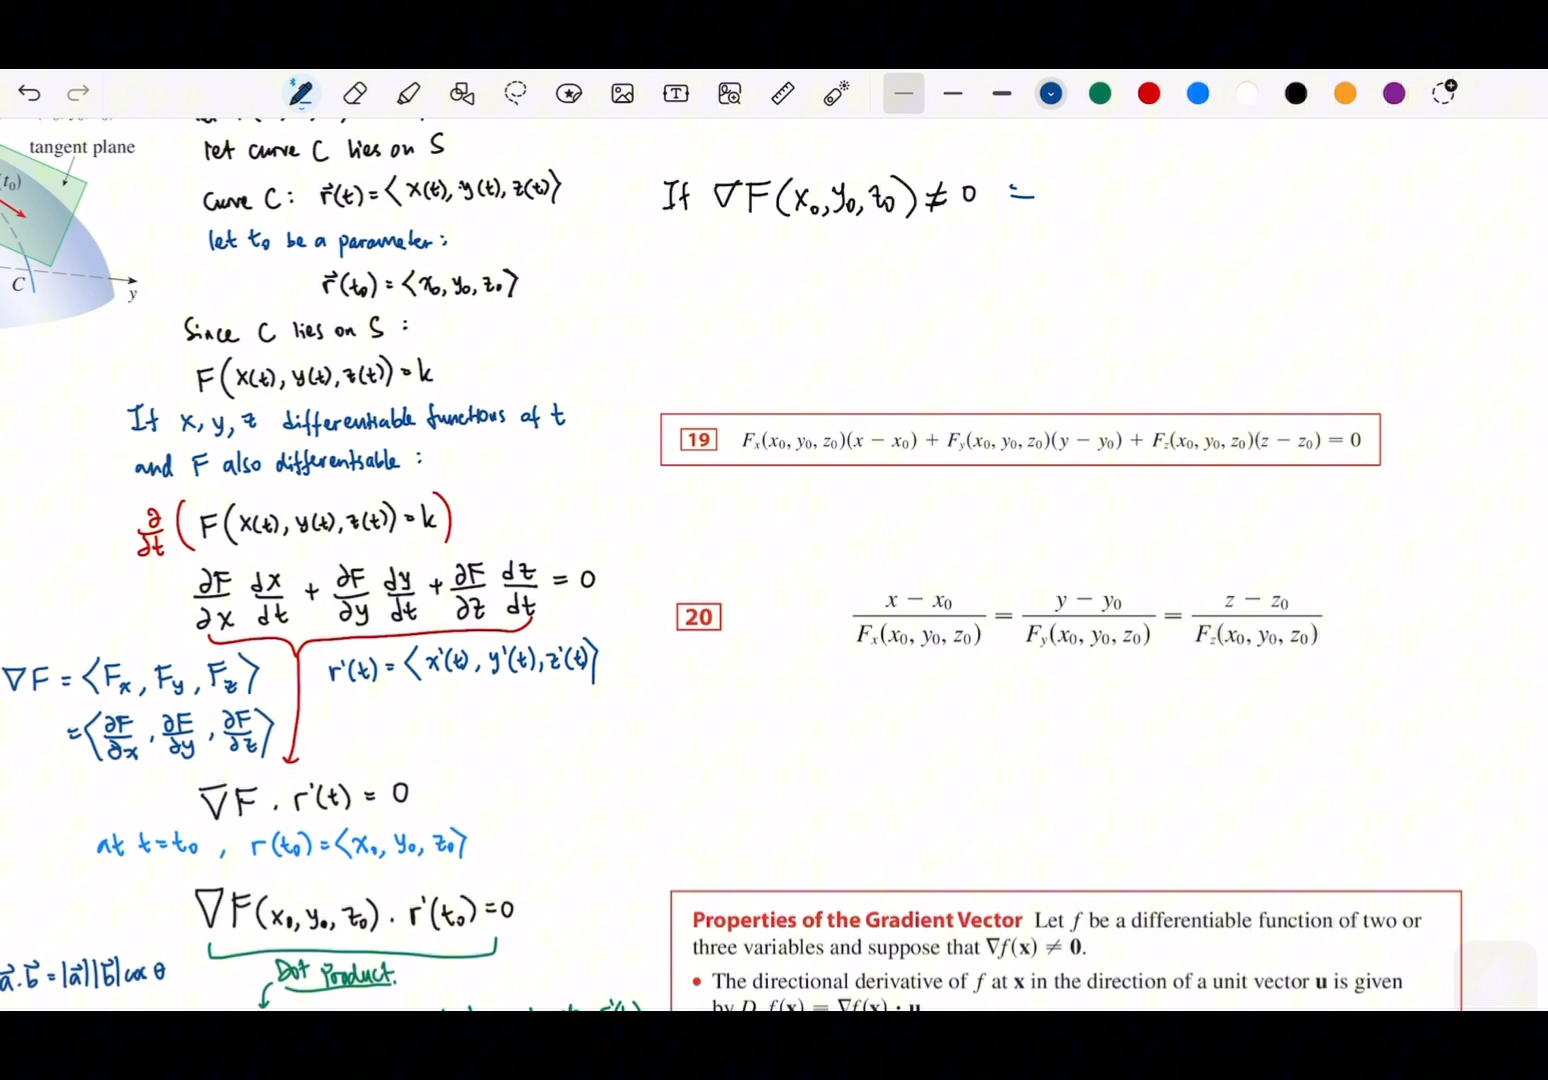 tangent plane
t₀)
C
y
let curve C lies on S
Curve C: r⃗(t) = ⟨x(t), y(t), z(t)⟩
let t₀ be a parameter:
r⃗(t₀) = ⟨x₀, y₀, z₀⟩
Since C lies on S :
F(x(t), y(t), z(t)) = k
If x, y, z differentiable functions of t
and F also differentiable :
∂/∂t (F(x(t), y(t), z(t)) = k)
∂F/∂x dx/dt + ∂F/∂y dy/dt + ∂F/∂z dz/dt = 0
∇F = ⟨Fx, Fy, Fz⟩
= ⟨∂F/∂x, ∂F/∂y, ∂F/∂z⟩
r'(t) = ⟨x'(t), y'(t), z'(t)⟩
∇F . r'(t) = 0
at t = t₀ , r(t₀) = ⟨x₀, y₀, z₀⟩
∇F(x₀, y₀, z₀) . r'(t₀) = 0
a⃗.b⃗ = |a⃗||b⃗| cos θ
Dot Product.
If ∇F(x₀, y₀, z₀) ≠ 0
19 Fx(x₀, y₀, z₀)(x − x₀) + Fy(x₀, y₀, z₀)(y − y₀) + Fz(x₀, y₀, z₀)(z − z₀) = 0
20 (x − x₀)/Fx(x₀, y₀, z₀) = (y − y₀)/Fy(x₀, y₀, z₀) = (z − z₀)/Fz(x₀, y₀, z₀)
Properties of the Gradient Vector Let f be a differentiable function of two or
three variables and suppose that ∇f(x) ≠ 0.
• The directional derivative of f at x in the direction of a unit vector u is given
by D f(x) = ∇f(x) · u